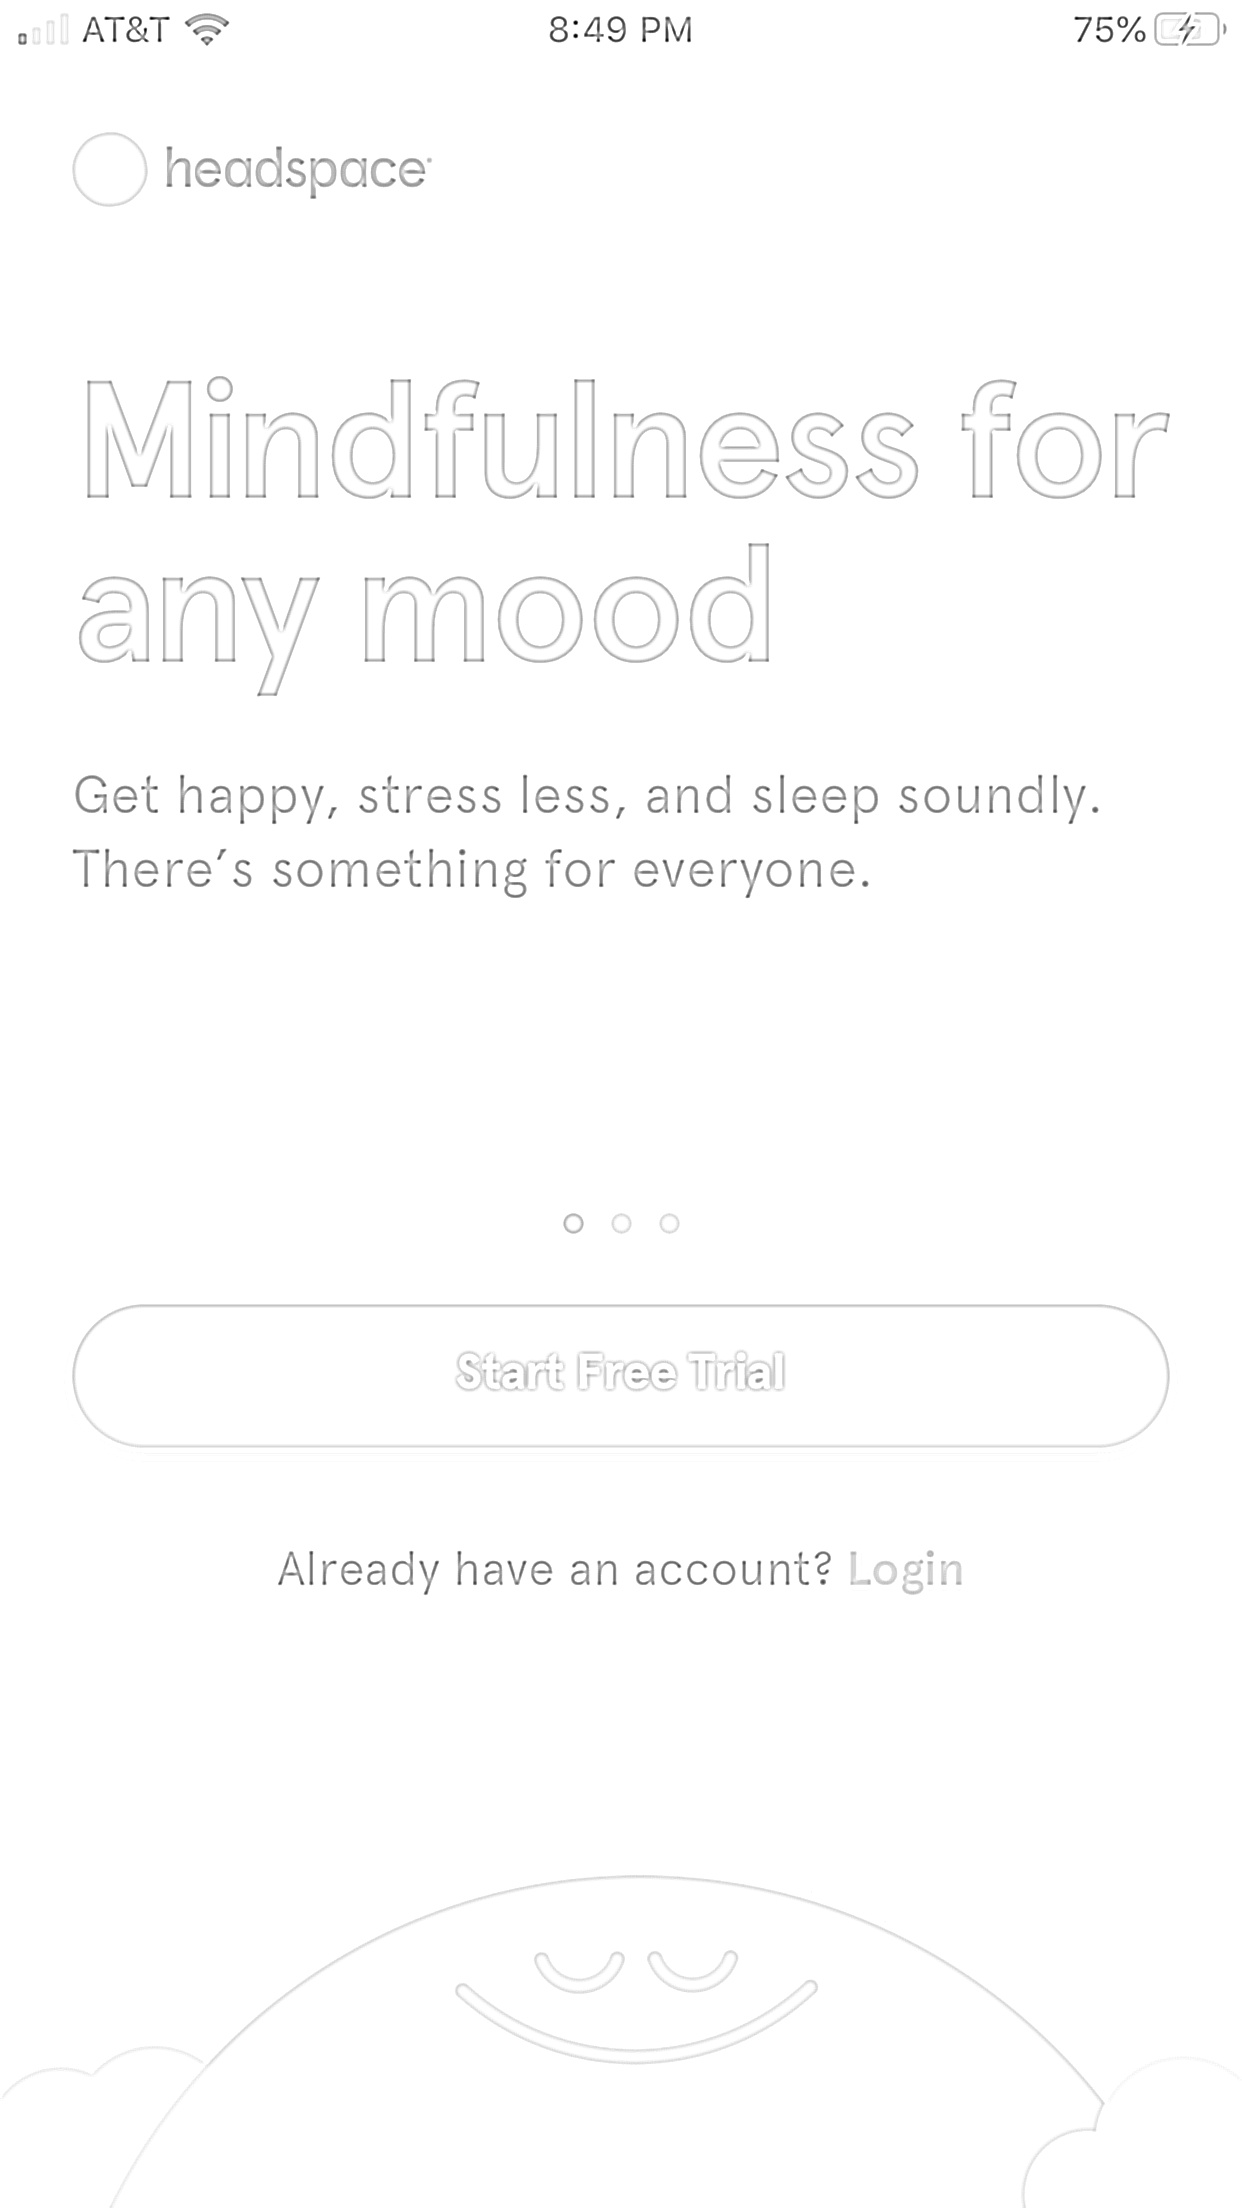 AT&T 8:49 PM 75%
headspace
Mindfulness for
any mood
Get happy, stress less, and sleep soundly.
There's something for everyone.
Start Free Trial
Already have an account? Login